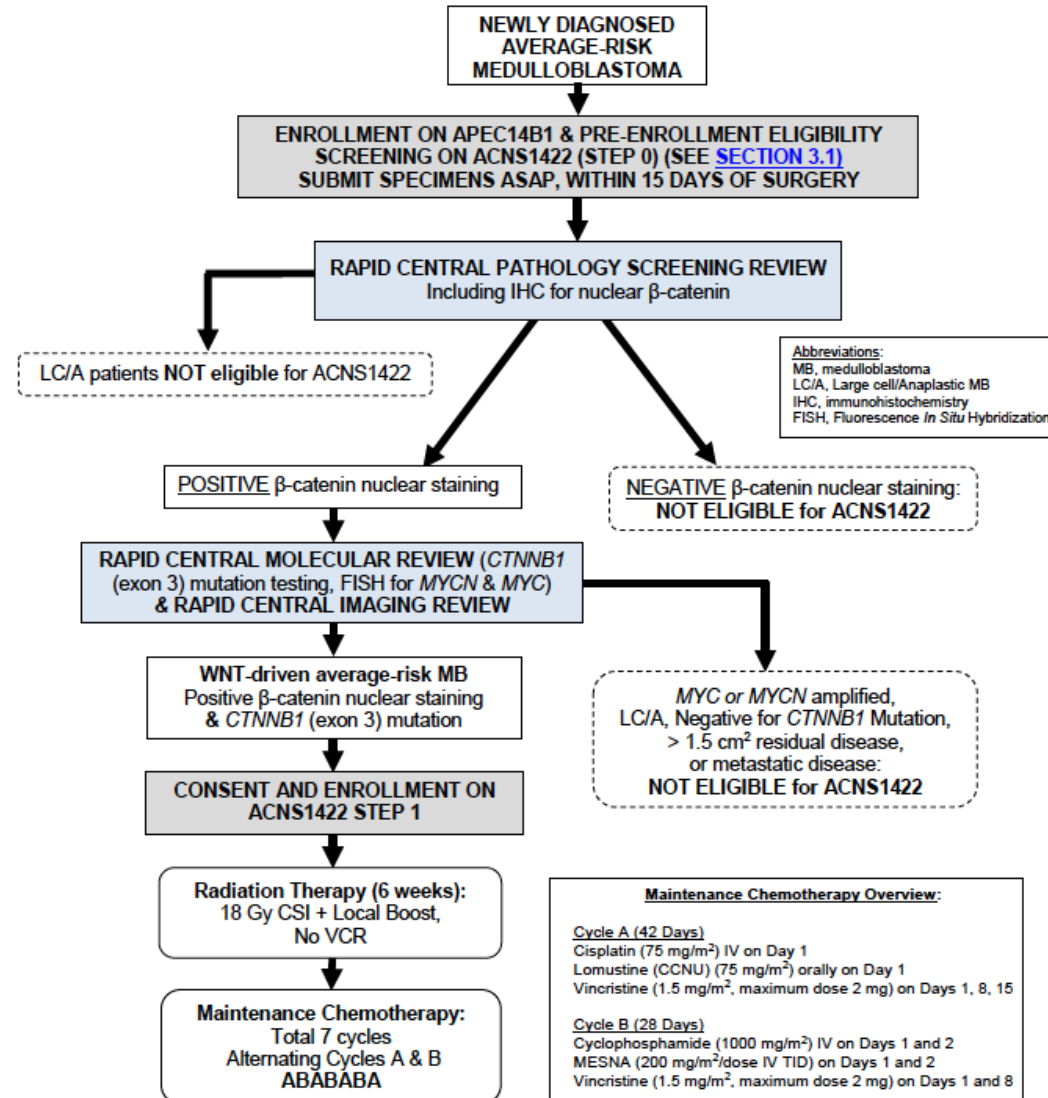 NEWLY DIAGNOSED
AVERAGE-RISK
MEDULLOBLASTOMA
ENROLLMENT ON APEC14B1 & PRE-ENROLLMENT ELIGIBILITY
SCREENING ON ACNS1422 (STEP 0) (SEE SECTION 3.1)
SUBMIT SPECIMENS ASAP, WITHIN 15 DAYS OF SURGERY
RAPID CENTRAL PATHOLOGY SCREENING REVIEW
Including IHC for nuclear β-catenin
LC/A patients NOT eligible for ACNS1422
Abbreviations:
MB, medulloblastoma
LC/A, Large cell/Anaplastic MB
IHC, immunohistochemistry
FISH, Fluorescence In Situ Hybridization
POSITIVE β-catenin nuclear staining
NEGATIVE β-catenin nuclear staining:
NOT ELIGIBLE for ACNS1422
RAPID CENTRAL MOLECULAR REVIEW (CTNNB1
(exon 3) mutation testing, FISH for MYCN & MYC)
& RAPID CENTRAL IMAGING REVIEW
WNT-driven average-risk MB
Positive β-catenin nuclear staining
& CTNNB1 (exon 3) mutation
MYC or MYCN amplified,
LC/A, Negative for CTNNB1 Mutation,
> 1.5 cm² residual disease,
or metastatic disease:
NOT ELIGIBLE for ACNS1422
CONSENT AND ENROLLMENT ON
ACNS1422 STEP 1
Radiation Therapy (6 weeks):
18 Gy CSI + Local Boost,
No VCR
Maintenance Chemotherapy:
Total 7 cycles
Alternating Cycles A & B
ABABABA
Maintenance Chemotherapy Overview:
Cycle A (42 Days)
Cisplatin (75 mg/m²) IV on Day 1
Lomustine (CCNU) (75 mg/m²) orally on Day 1
Vincristine (1.5 mg/m², maximum dose 2 mg) on Days 1, 8, 15
Cycle B (28 Days)
Cyclophosphamide (1000 mg/m²) IV on Days 1 and 2
MESNA (200 mg/m²/dose IV TID) on Days 1 and 2
Vincristine (1.5 mg/m², maximum dose 2 mg) on Days 1 and 8